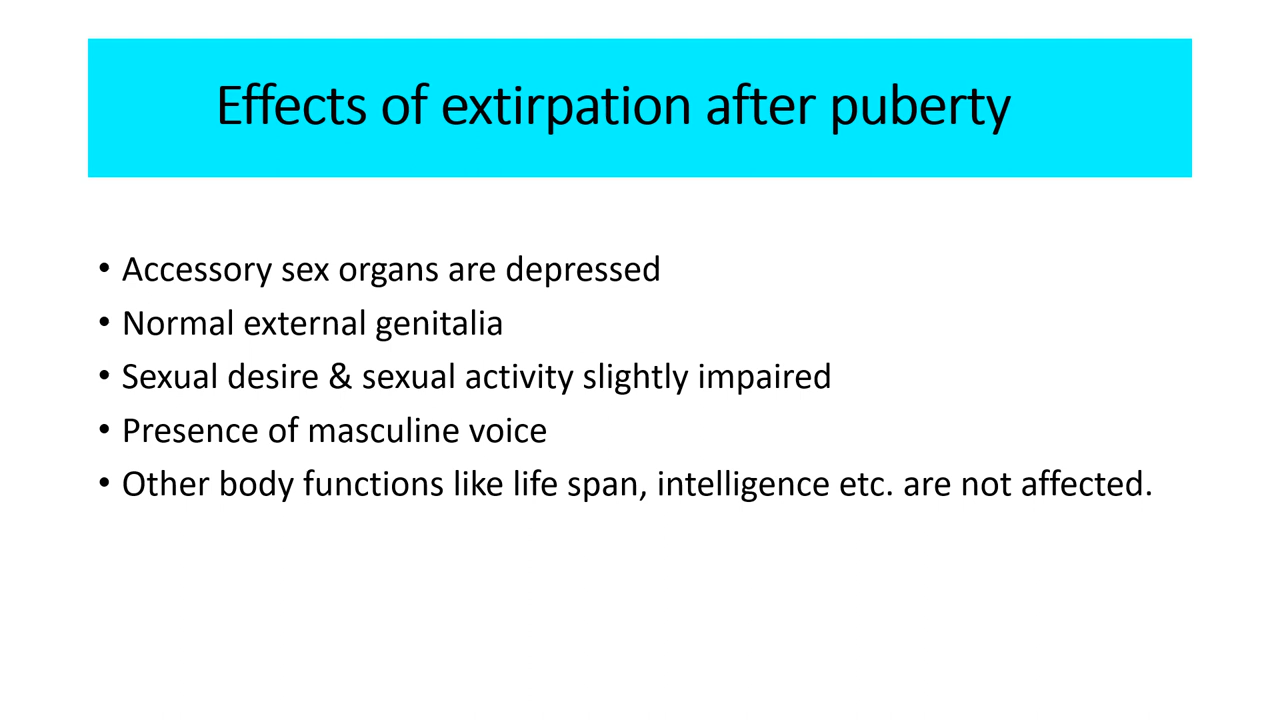 Effects of extirpation after puberty
• Accessory sex organs are depressed
• Normal external genitalia
• Sexual desire & sexual activity slightly impaired
• Presence of masculine voice
• Other body functions like life span, intelligence etc. are not affected.